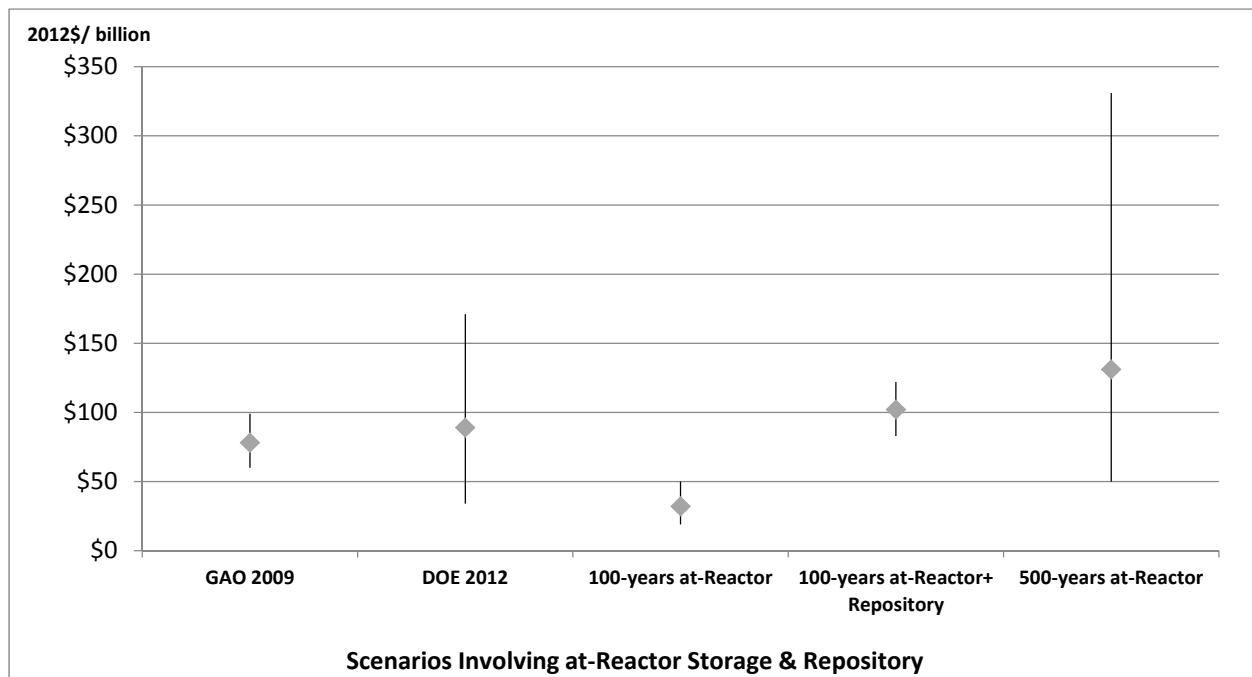 2012$/ billion
$350
$300
$250
$200
$150
$100
$50
$0
GAO 2009
DOE 2012
100-years at-Reactor
100-years at-Reactor+
Repository
500-years at-Reactor
Scenarios Involving at-Reactor Storage & Repository